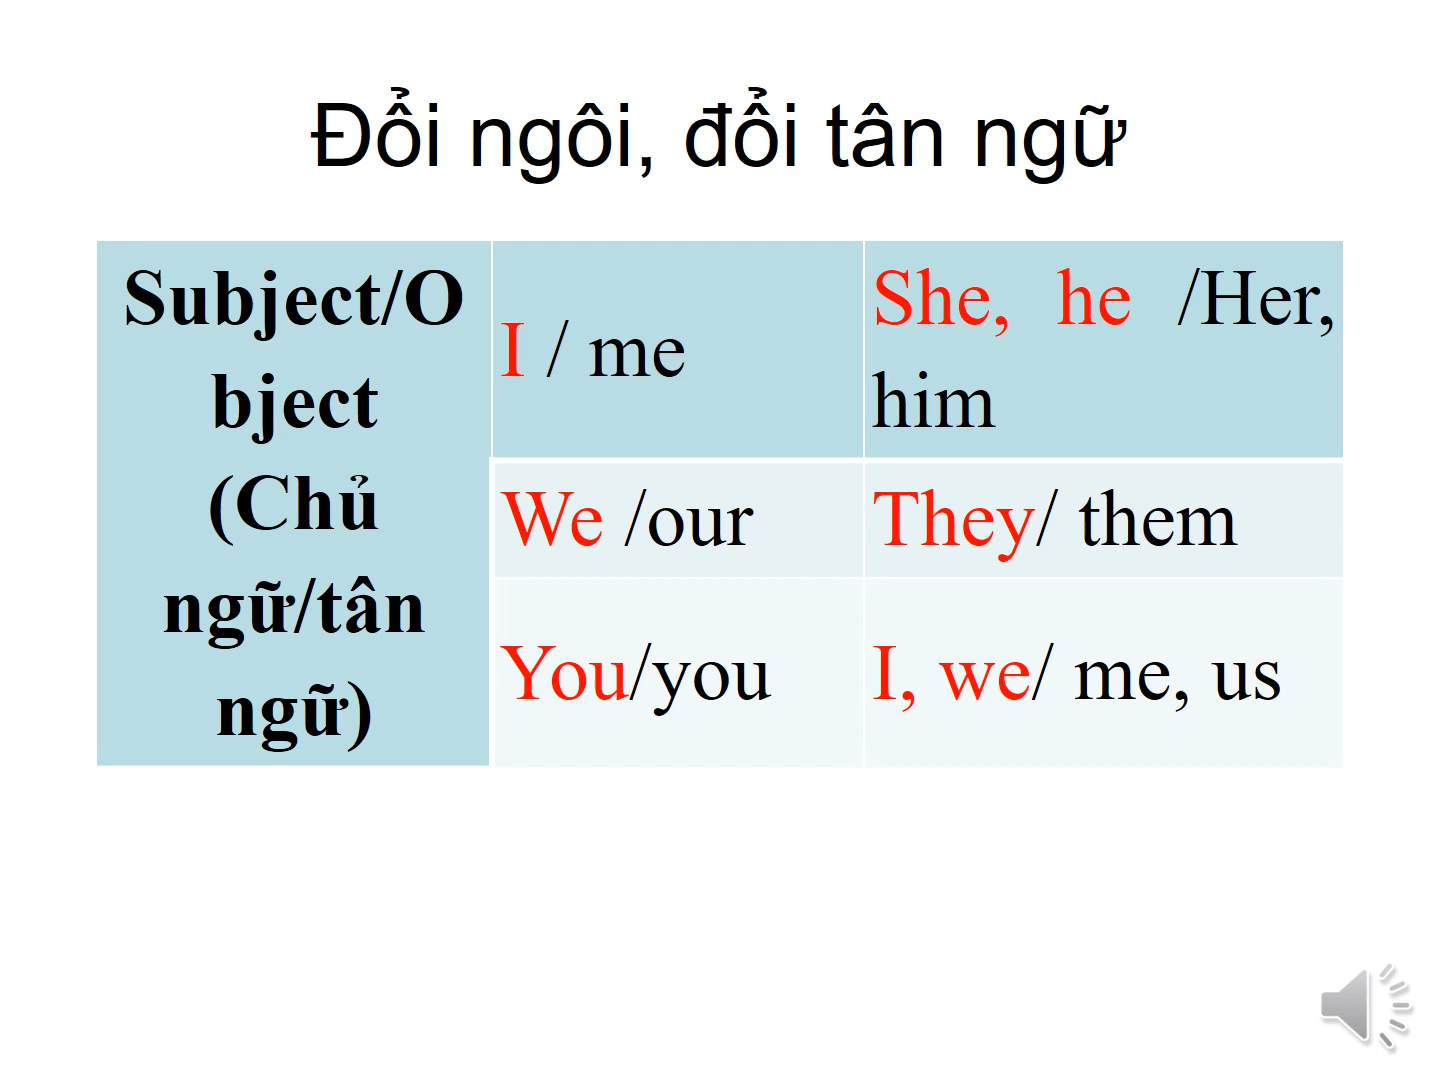 Đổi ngôi, đổi tân ngữ
Subject/O
bject
(Chủ
ngữ/tân
ngữ)
I / me
She, he /Her,
him
We /our
They/ them
You/you
I, we/ me, us